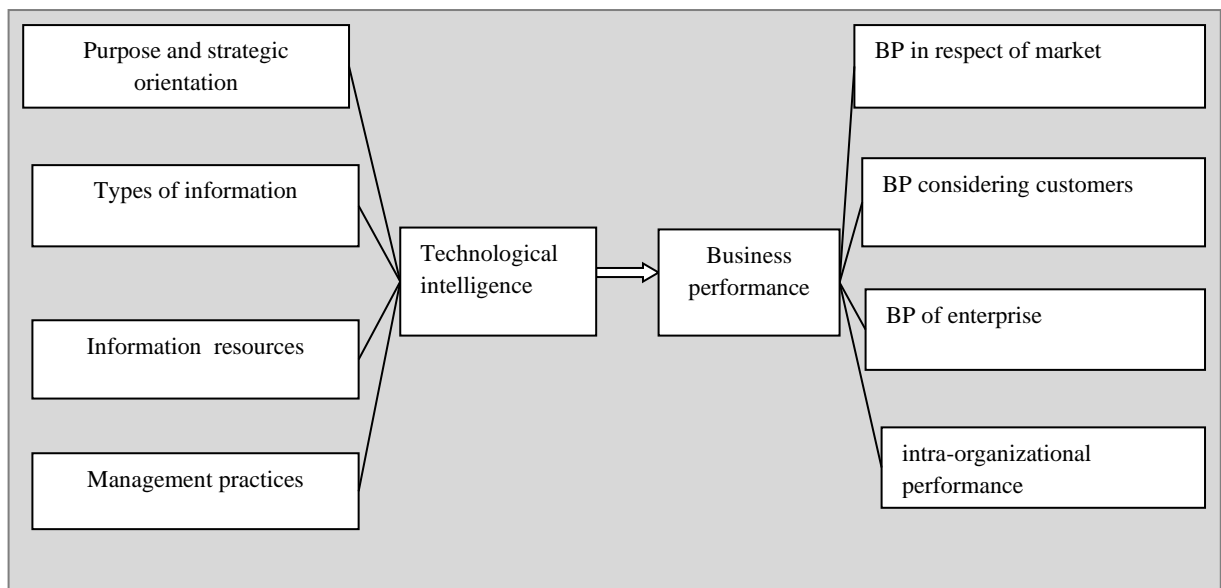 Purpose and strategic
orientation
Types of information
Information resources
Management practices
Technological
intelligence
Business
performance
BP in respect of market
BP considering customers
BP of enterprise
intra-organizational
performance